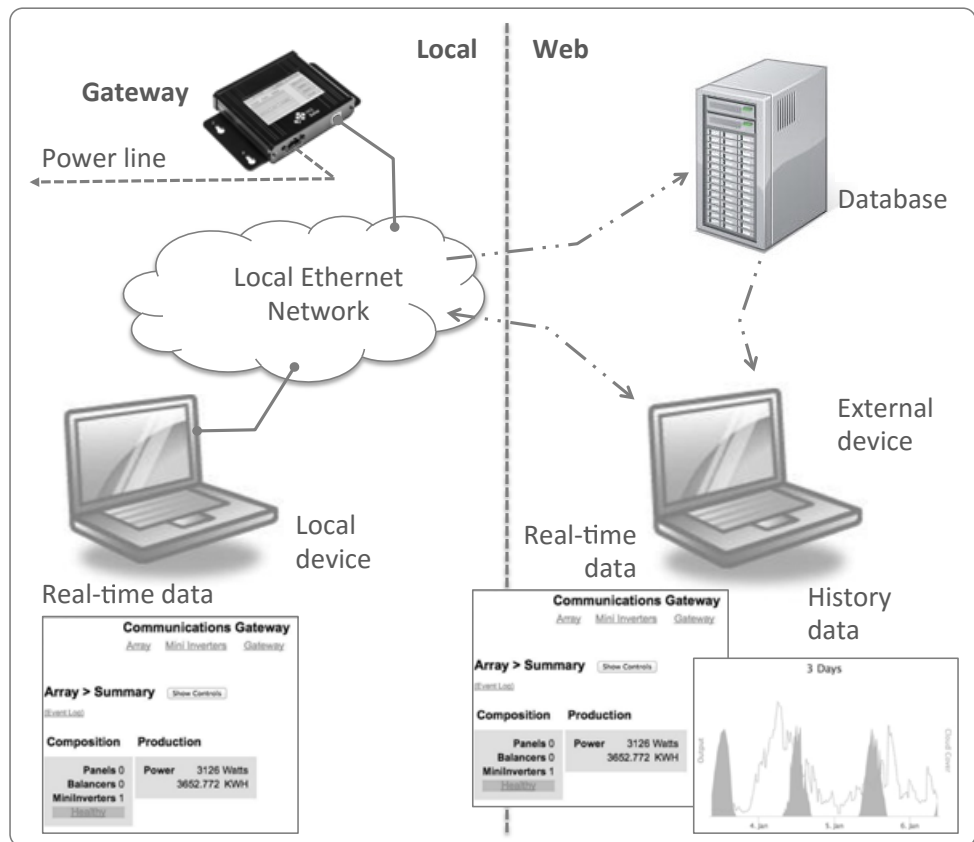 Local
Web
Gateway
Power line
Database
Local Ethernet
Network
External
device
Local
device
Real-time
data
Real-time data
History
data
Communications Gateway
Array Mini Inverters Gateway
Array > Summary Show Controls
(Event Log)
Composition Production
Panels 0
Balancers 0
MiniInverters 1
Healthy
Power 3126 Watts
3652.772 KWH
Communications Gateway
Array Mini Inverters Gateway
Array > Summary Show Controls
(Event Log)
Composition Production
Panels 0
Balancers 0
MiniInverters 1
Healthy
Power 3126 Watts
3652.772 KWH
3 Days
Output
Cloud Cover
4. Jan
5. Jan
6. Jan